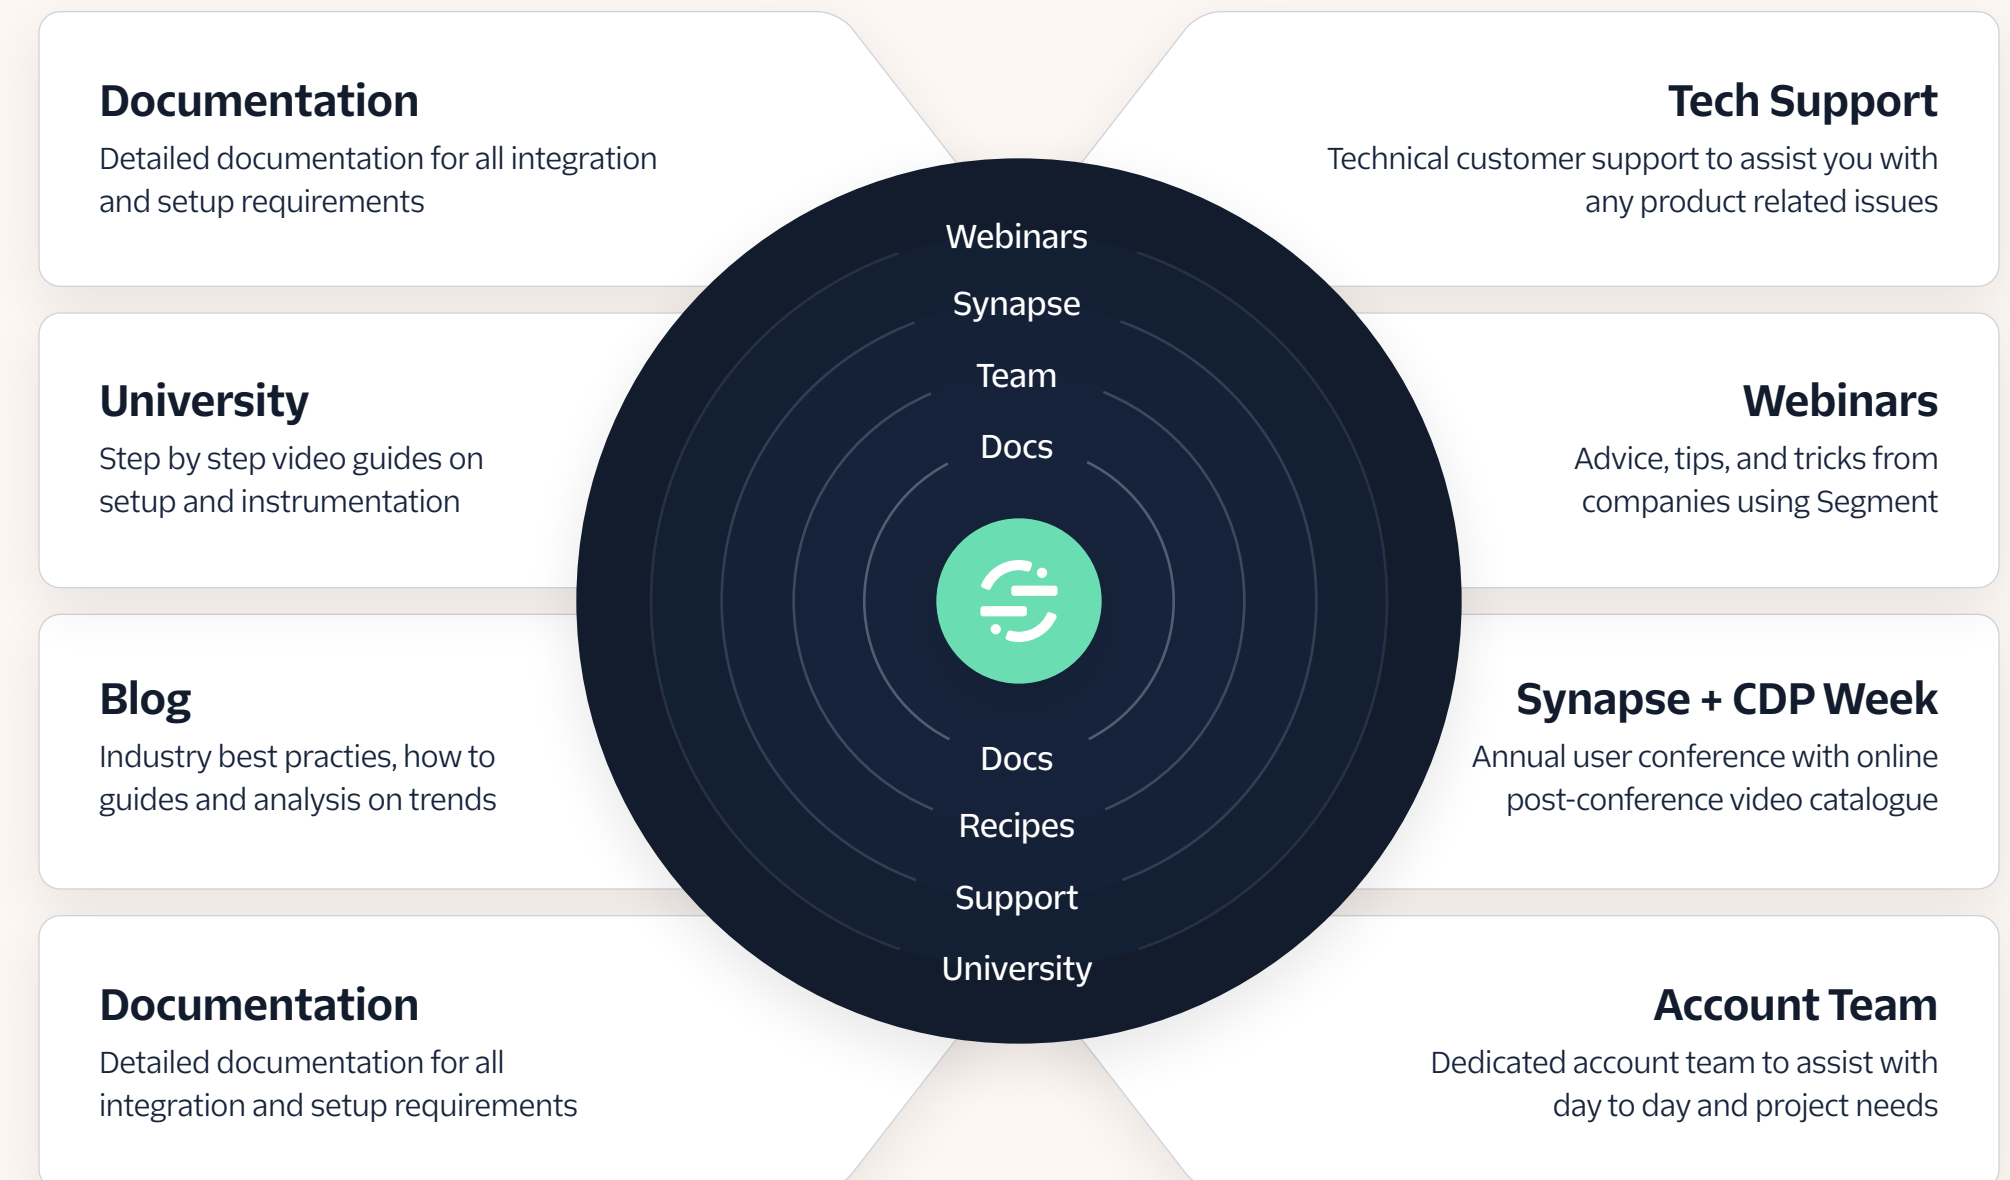 Documentation
Detailed documentation for all integration
and setup requirements
University
Step by step video guides on
setup and instrumentation
Blog
Industry best practies, how to
guides and analysis on trends
Documentation
Detailed documentation for all
integration and setup requirements
Webinars
Synapse
Team
Docs
Docs
Recipes
Support
University
Tech Support
Technical customer support to assist you with
any product related issues
Webinars
Advice, tips, and tricks from
companies using Segment
Synapse + CDP Week
Annual user conference with online
post-conference video catalogue
Account Team
Dedicated account team to assist with
day to day and project needs